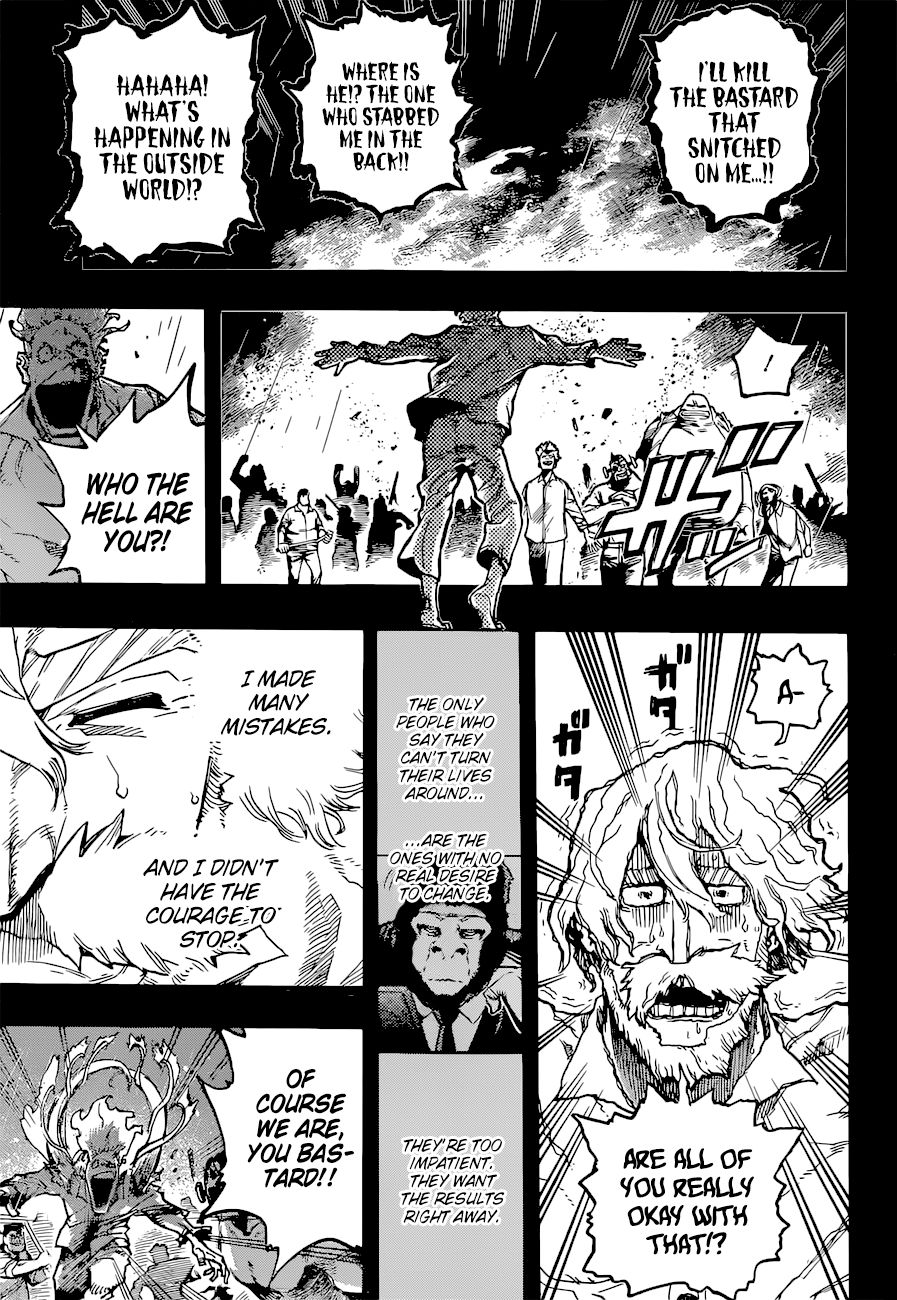 I'LL KILL
THE BASTARD
THAT
SNITCHED
ON ME...!!
WHERE IS
HE!? THE ONE
WHO STABBED
ME IN THE
BACK!!
HAHAHA!
WHAT'S
HAPPENING IN
THE OUTSIDE
WORLD!?
!
ザッ
WHO THE
HELL ARE
YOU?!
A-
ガタ
ガタ
ARE ALL OF
YOU REALLY
OKAY WITH
THAT!?
THE ONLY
PEOPLE WHO
SAY THEY
CAN'T TURN
THEIR LIVES
AROUND...
...ARE THE
ONES WITH NO
REAL DESIRE
TO CHANGE.
THEY'RE TOO
IMPATIENT.
THEY WANT
THE RESULTS
RIGHT AWAY.
I MADE
MANY
MISTAKES.
AND I DIDN'T
HAVE THE
COURAGE TO
STOP.
OF
COURSE
WE ARE,
YOU BAS-
TARD!!